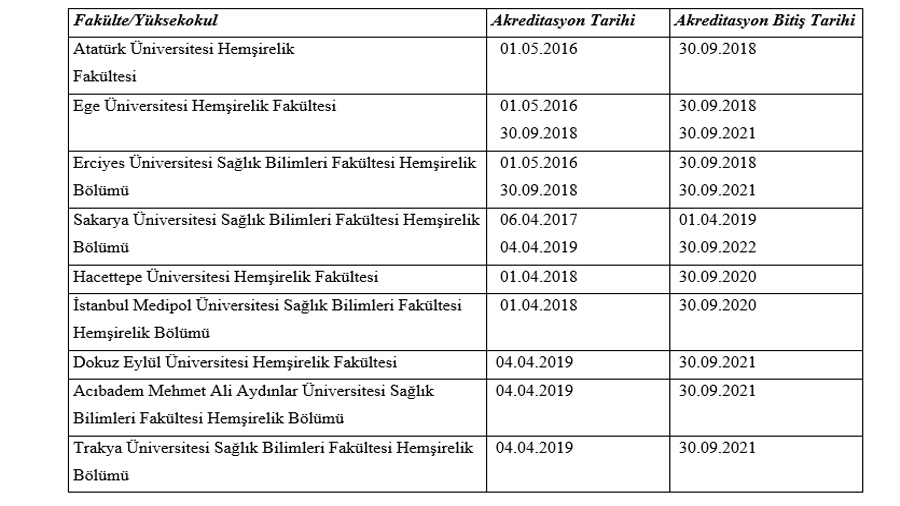 Fakülte/Yüksekokul Akreditasyon Tarihi Akreditasyon Bitiş Tarihi
Atatürk Üniversitesi Hemşirelik 01.05.2016 30.09.2018
Fakültesi
Ege Üniversitesi Hemşirelik Fakültesi 01.05.2016 30.09.2018
30.09.2018 30.09.2021
Erciyes Üniversitesi Sağlık Bilimleri Fakültesi Hemşirelik 01.05.2016 30.09.2018
Bölümü 30.09.2018 30.09.2021
Sakarya Üniversitesi Sağlık Bilimleri Fakültesi Hemşirelik 06.04.2017 01.04.2019
Bölümü 04.04.2019 30.09.2022
Hacettepe Üniversitesi Hemşirelik Fakültesi 01.04.2018 30.09.2020
İstanbul Medipol Üniversitesi Sağlık Bilimleri Fakültesi 01.04.2018 30.09.2020
Hemşirelik Bölümü
Dokuz Eylül Üniversitesi Hemşirelik Fakültesi 04.04.2019 30.09.2021
Acıbadem Mehmet Ali Aydınlar Üniversitesi Sağlık 04.04.2019 30.09.2021
Bilimleri Fakültesi Hemşirelik Bölümü
Trakya Üniversitesi Sağlık Bilimleri Fakültesi Hemşirelik 04.04.2019 30.09.2021
Bölümü